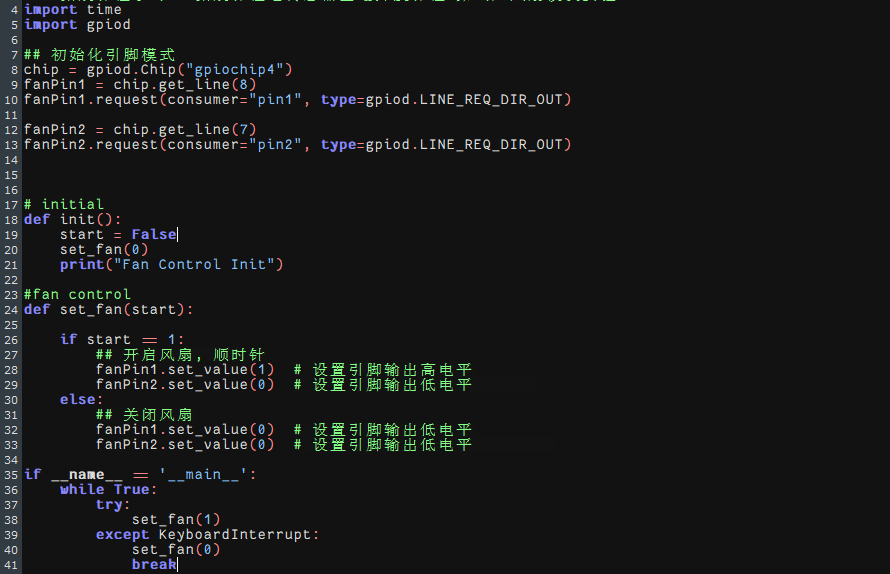 4 import time
5 import gpiod
6
7 ## 初始化引脚模式
8 chip = gpiod.Chip("gpiochip4")
9 fanPin1 = chip.get_line(8)
10 fanPin1.request(consumer="pin1", type=gpiod.LINE_REQ_DIR_OUT)
11
12 fanPin2 = chip.get_line(7)
13 fanPin2.request(consumer="pin2", type=gpiod.LINE_REQ_DIR_OUT)
14
15
16
17 # initial
18 def init():
19     start = False
20     set_fan(0)
21     print("Fan Control Init")
22
23 #fan control
24 def set_fan(start):
25
26     if start == 1:
27         ## 开启风扇, 顺时针
28         fanPin1.set_value(1)  # 设置引脚输出高电平
29         fanPin2.set_value(0)  # 设置引脚输出低电平
30     else:
31         ## 关闭风扇
32         fanPin1.set_value(0)  # 设置引脚输出低电平
33         fanPin2.set_value(0)  # 设置引脚输出低电平
34
35 if __name__ == '__main__':
36     while True:
37         try:
38             set_fan(1)
39         except KeyboardInterrupt:
40             set_fan(0)
41             break